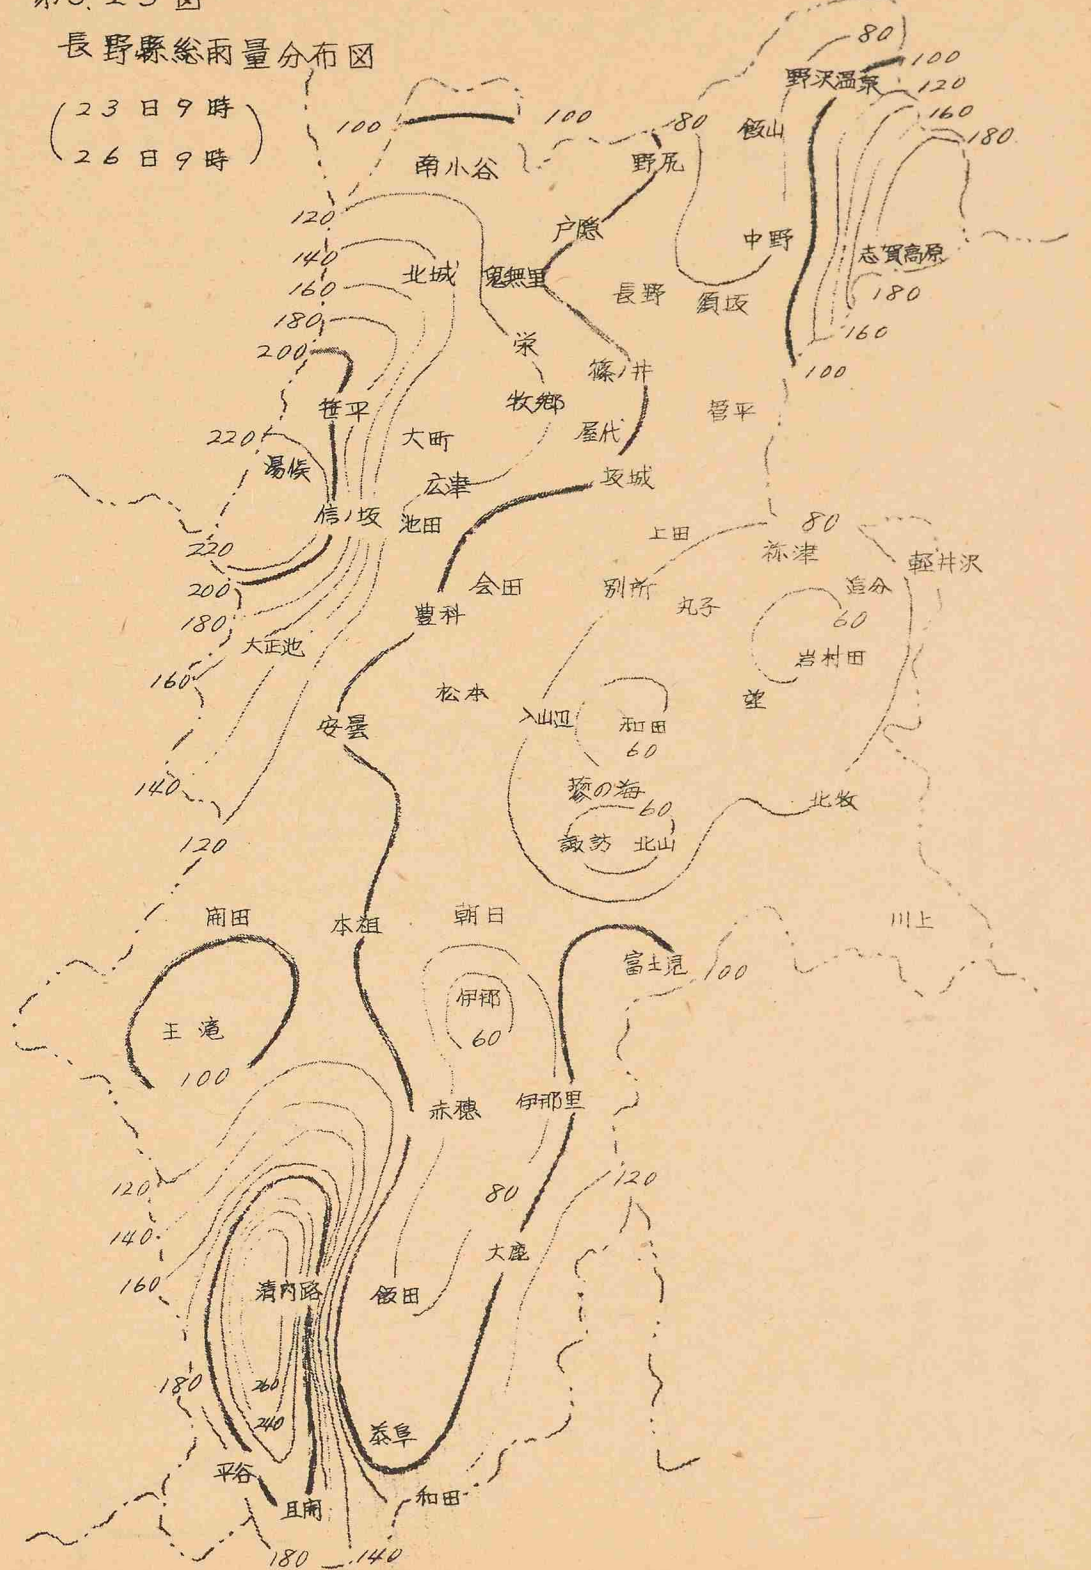 長野縣総雨量分布図
(23日9時
26日9時)
80
100
野沢温泉
120
160
180
100
100
80
飯山
南小谷
野尻
120
戸隠
中野
志賀高原
140
北城
鬼無里
160
長野
須坂
180
180
160
200
栄
篠ノ井
100
笹平
牧郷
菅平
220
大町
屋代
湯俣
広津
坂城
信ノ坂
池田
上田
80
220
祢津
軽井沢
200
会田
別所
追分
180
豊科
丸子
60
大正池
岩村田
160
松本
望
安曇
入山辺
和田
60
140
蓼の海
60
北牧
120
諏訪
北山
開田
本祖
朝日
川上
富士見
100
伊那
王滝
60
100
赤穂
伊那里
120
80
120
140
大鹿
160
清内路
飯田
180
260
240
泰阜
平谷
和田
且開
180
140